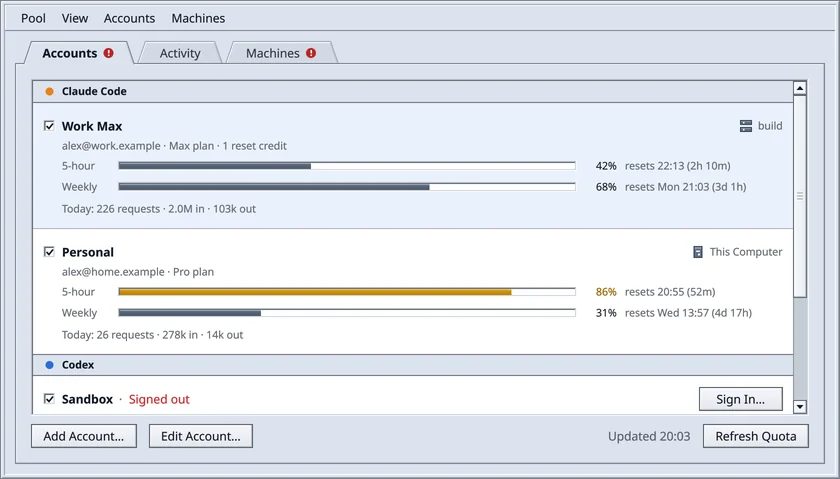 Pool View Accounts Machines
Accounts Activity Machines
Claude Code
Work Max build
alex@work.example · Max plan · 1 reset credit
5-hour 42% resets 22:13 (2h 10m)
Weekly 68% resets Mon 21:03 (3d 1h)
Today: 226 requests · 2.0M in · 103k out
Personal This Computer
alex@home.example · Pro plan
5-hour 86% resets 20:55 (52m)
Weekly 31% resets Wed 13:57 (4d 17h)
Today: 26 requests · 278k in · 14k out
Codex
Sandbox · Signed out Sign In...
Add Account... Edit Account... Updated 20:03 Refresh Quota